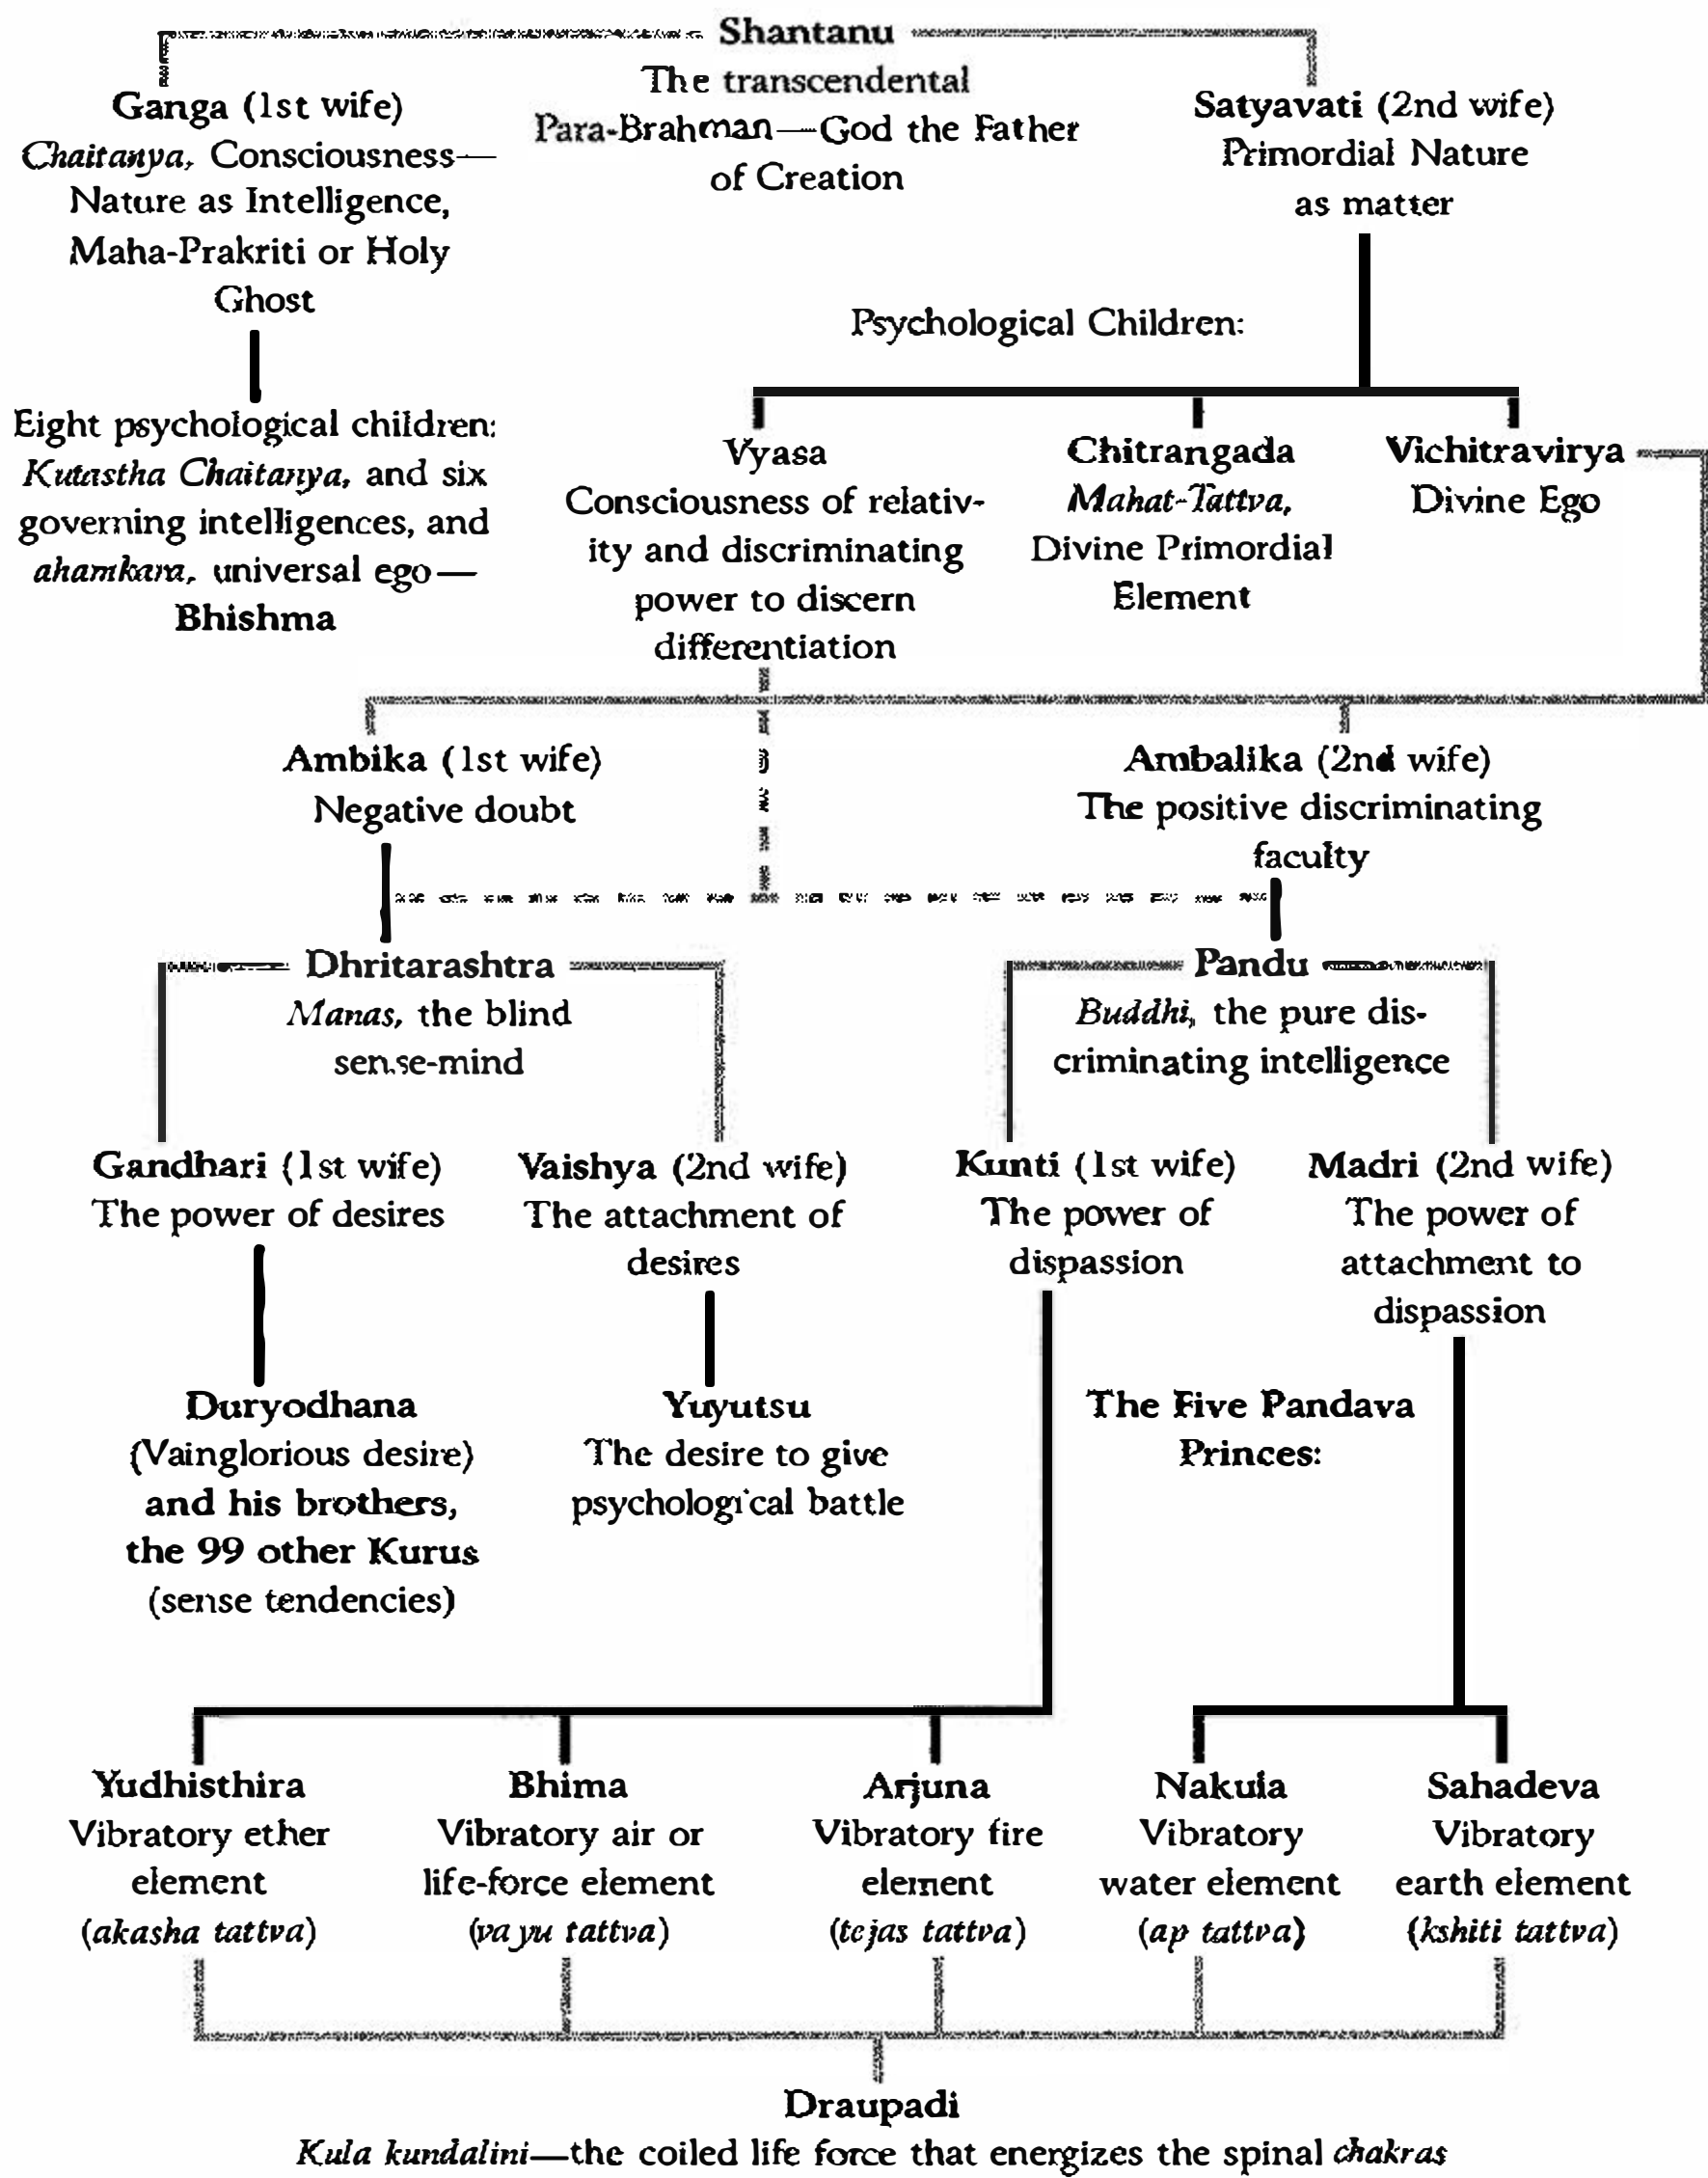 Shantanu
The transcendental
Para-Brahman—God the Father
of Creation
Ganga (1st wife)
Chaitanya, Consciousness—
Nature as Intelligence,
Maha-Prakriti or Holy
Ghost
Satyavati (2nd wife)
Primordial Nature
as matter
Eight psychological children:
Kutastha Chaitanya, and six
governing intelligences, and
ahamkara, universal ego—
Bhishma
Psychological Children:
Vyasa
Consciousness of relativ-
ity and discriminating
power to discern
differentiation
Chitrangada
Mahat-Tattva,
Divine Primordial
Element
Vichitravirya
Divine Ego
Ambika (1st wife)
Negative doubt
Ambalika (2nd wife)
The positive discriminating
faculty
Dhritarashtra
Manas, the blind
sense-mind
Pandu
Buddhi, the pure dis-
criminating intelligence
Gandhari (1st wife)
The power of desires
Vaishya (2nd wife)
The attachment of
desires
Kunti (1st wife)
The power of
dispassion
Madri (2nd wife)
The power of
attachment to
dispassion
Duryodhana
(Vainglorious desire)
and his brothers,
the 99 other Kurus
(sense tendencies)
Yuyutsu
The desire to give
psychological battle
The Five Pandava
Princes:
Yudhisthira
Vibratory ether
element
(akasha tattva)
Bhima
Vibratory air or
life-force element
(vayu tattva)
Arjuna
Vibratory fire
element
(tejas tattva)
Nakula
Vibratory
water element
(ap tattva)
Sahadeva
Vibratory
earth element
(kshiti tattva)
Draupadi
Kula kundalini—the coiled life force that energizes the spinal chakras